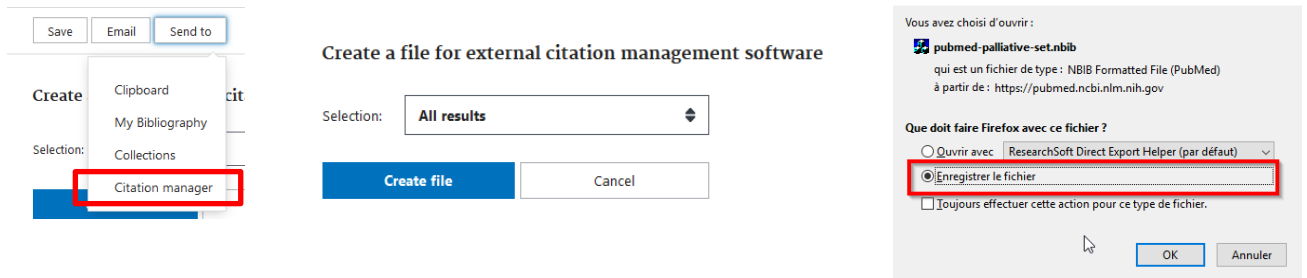 Save Email Send to
Clipboard
Create cit
My Bibliography
Selection:
Collections
Citation manager
Create a file for external citation management software
Selection: All results
Create file Cancel
Vous avez choisi d'ouvrir :
pubmed-palliative-set.nbib
qui est un fichier de type : NBIB Formatted File (PubMed)
à partir de : https://pubmed.ncbi.nlm.nih.gov
Que doit faire Firefox avec ce fichier ?
Ouvrir avec ResearchSoft Direct Export Helper (par défaut)
Enregistrer le fichier
Toujours effectuer cette action pour ce type de fichier.
OK Annuler